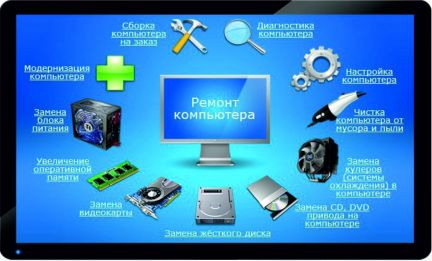 Сборка
компьютера
на заказ
Диагностика
компьютера
Модернизация
компьютера
Настройка
компьютера
Ремонт
компьютера
Замена
блока
питания
Чистка
компьютера от
мусора и пыли
Увеличение
оперативной
памяти
Замена
кулеров
(системы
охлаждения) в
компьютере
Замена
видеокарты
Замена CD, DVD
привода на
компьютере
Замена жёсткого диска